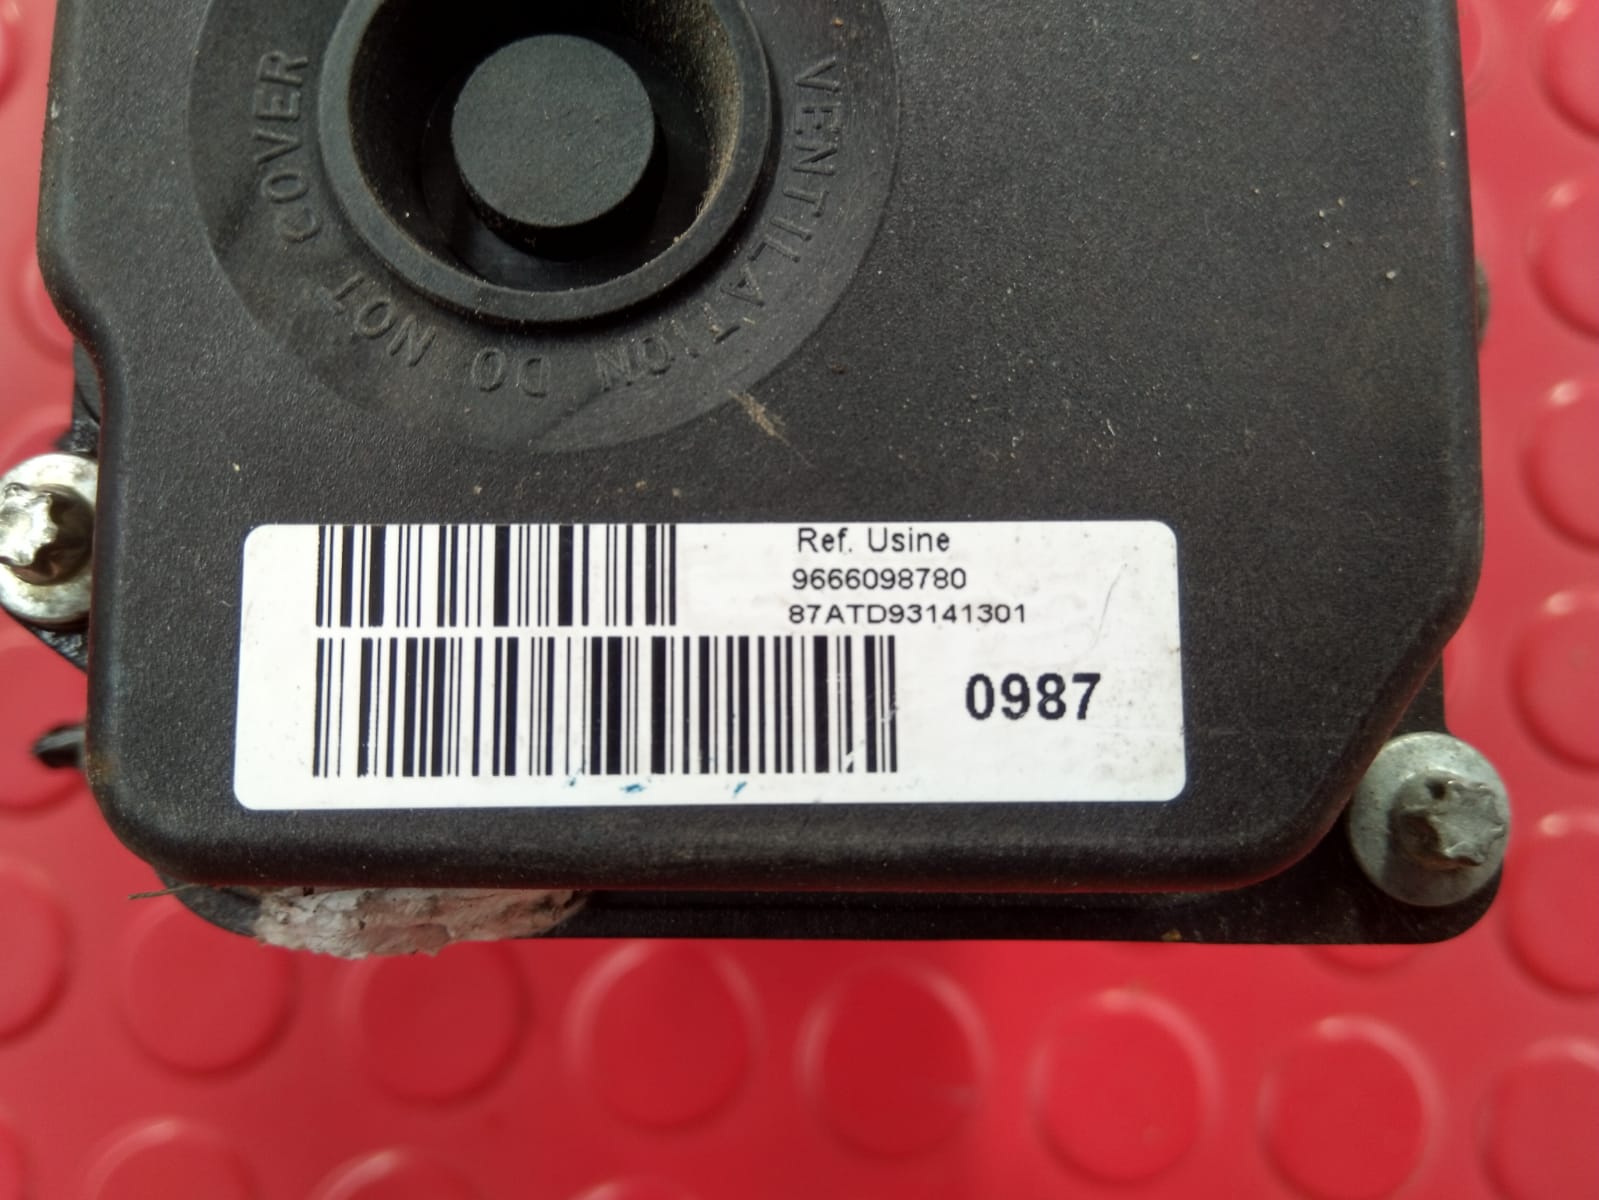 VENTILATION DO NOT COVER
Ref. Usine
9666098780
87ATD93141301
0987